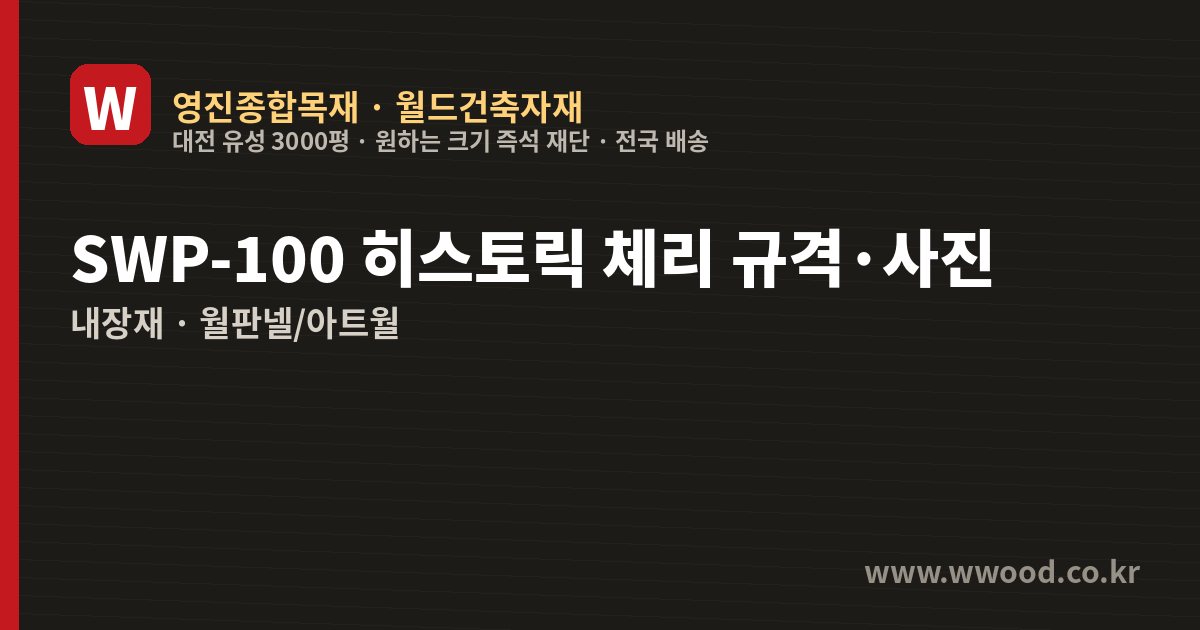 W
영진종합목재 · 월드건축자재
대전 유성 3000평 · 원하는 크기 즉석 재단 · 전국 배송
SWP-100 히스토릭 체리 규격·사진
내장재 · 월판넬/아트월
www.wwood.co.kr